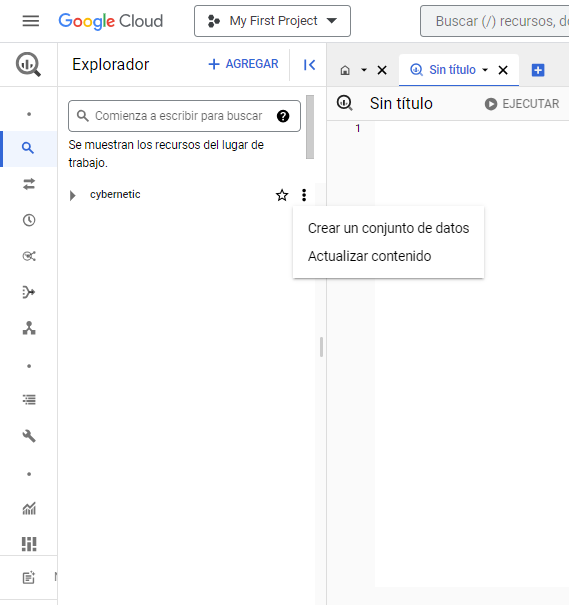 Google Cloud
My First Project
Buscar (/) recursos, do
Explorador
+ AGREGAR
Sin título
Comienza a escribir para buscar
Sin título
EJECUTAR
Se muestran los recursos del lugar de
trabajo.
1
cybernetic
Crear un conjunto de datos
Actualizar contenido